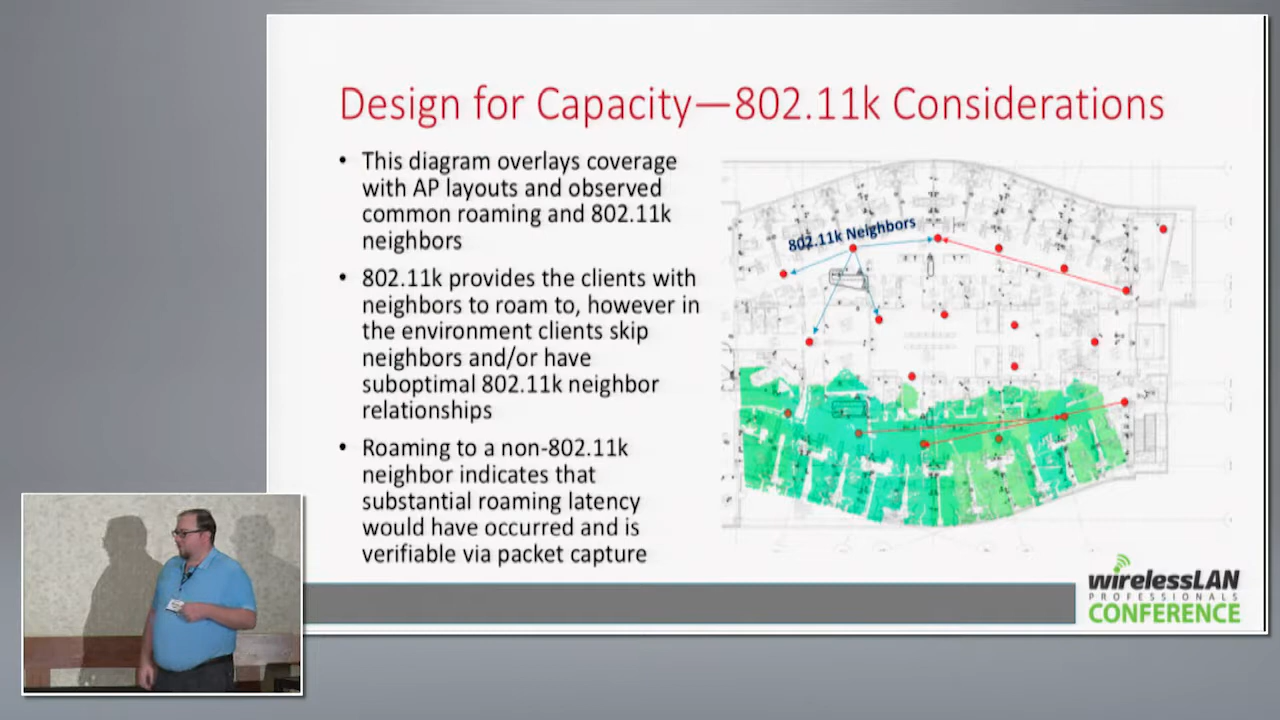 Design for Capacity—802.11k Considerations
• This diagram overlays coverage
with AP layouts and observed
common roaming and 802.11k
neighbors
• 802.11k provides the clients with
neighbors to roam to, however in
the environment clients skip
neighbors and/or have
suboptimal 802.11k neighbor
relationships
• Roaming to a non-802.11k
neighbor indicates that
substantial roaming latency
would have occurred and is
verifiable via packet capture
802.11k Neighbors
wirelessLAN
PROFESSIONALS
CONFERENCE